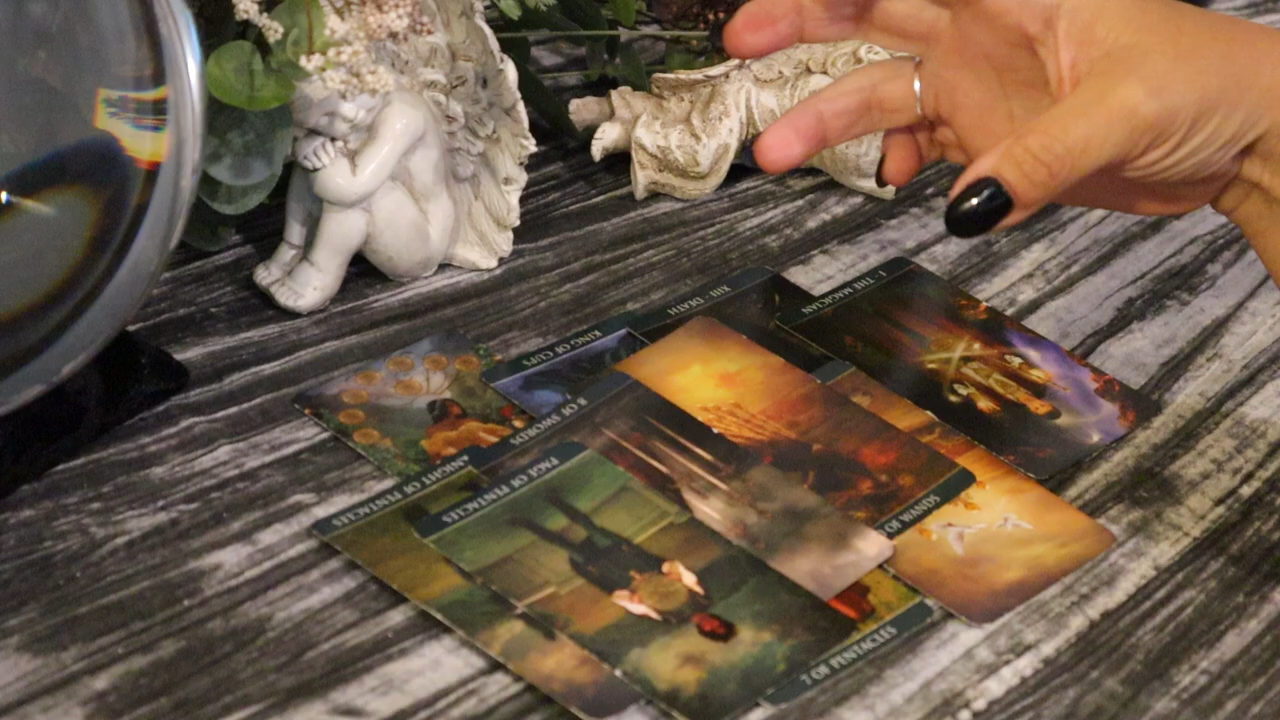 I - THE MAGICIAN
XIII - DEATH
KING OF CUPS
8 OF SWORDS
KNIGHT OF PENTACLES
PAGE OF PENTACLES
OF WANDS
7 OF PENTACLES